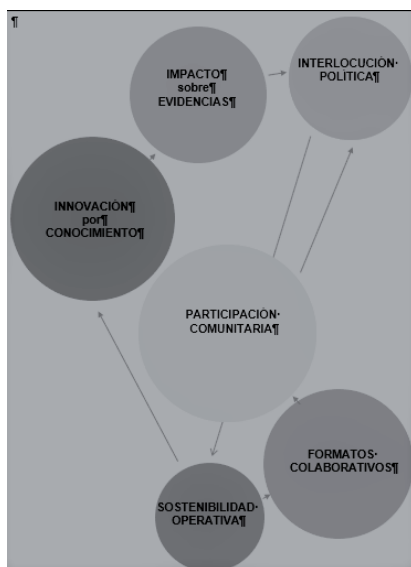 ¶
IMPACTO¶
sobre¶
EVIDENCIAS¶
INTERLOCUCIÓN·
POLÍTICA¶
INNOVACIÓN¶
por¶
CONOCIMIENTO¶
PARTICIPACIÓN·
COMUNITARIA¶
FORMATOS·
COLABORATIVOS¶
SOSTENIBILIDAD·
OPERATIVA¶